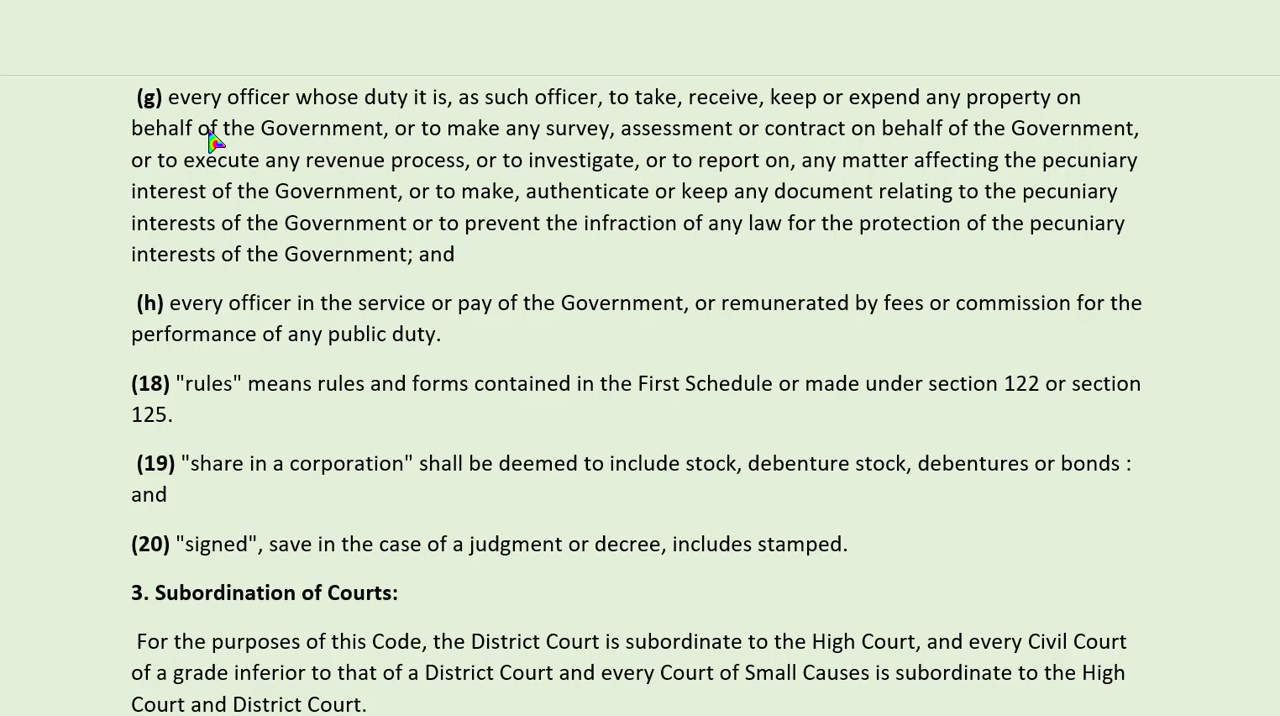 (g) every officer whose duty it is, as such officer, to take, receive, keep or expend any property on
behalf of the Government, or to make any survey, assessment or contract on behalf of the Government,
or to execute any revenue process, or to investigate, or to report on, any matter affecting the pecuniary
interest of the Government, or to make, authenticate or keep any document relating to the pecuniary
interests of the Government or to prevent the infraction of any law for the protection of the pecuniary
interests of the Government; and
(h) every officer in the service or pay of the Government, or remunerated by fees or commission for the
performance of any public duty.
(18) "rules" means rules and forms contained in the First Schedule or made under section 122 or section
125.
(19) "share in a corporation" shall be deemed to include stock, debenture stock, debentures or bonds :
and
(20) "signed", save in the case of a judgment or decree, includes stamped.
3. Subordination of Courts:
For the purposes of this Code, the District Court is subordinate to the High Court, and every Civil Court
of a grade inferior to that of a District Court and every Court of Small Causes is subordinate to the High
Court and District Court.